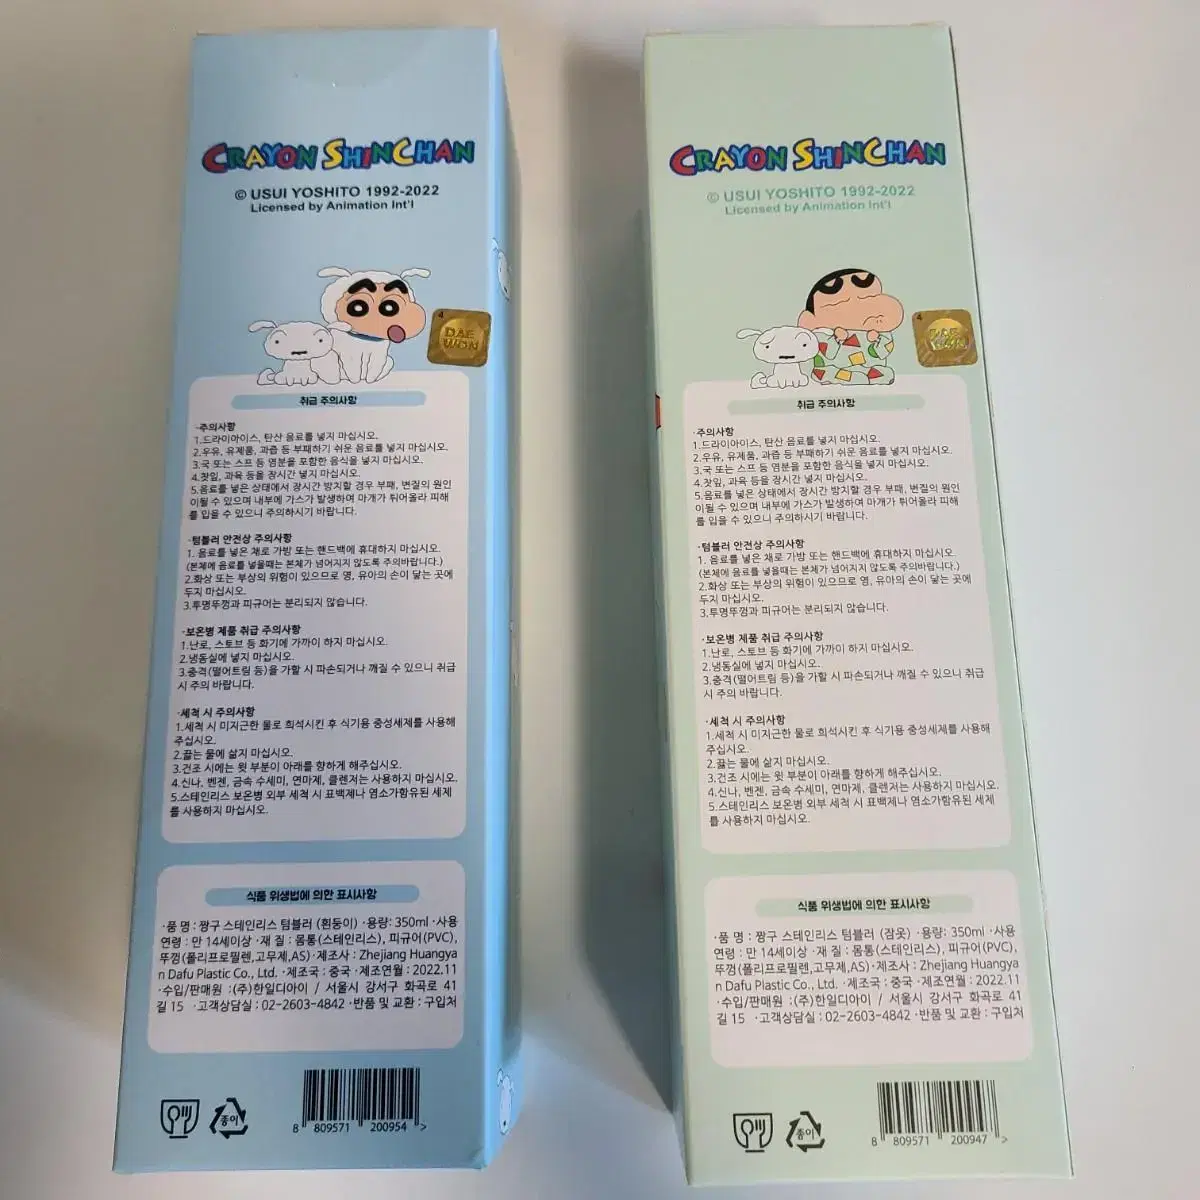 CRAYON SHINCHAN
© USUI YOSHITO 1992-2022
Licensed by Animation Int'l
4
DAE
WON
취급 주의사항
·주의사항
1.드라이아이스, 탄산 음료를 넣지 마십시오.
2.우유, 유제품, 과즙 등 부패하기 쉬운 음료를 넣지 마십시오.
3.국 또는 스프 등 염분을 포함한 음식을 넣지 마십시오.
4.찻잎, 과육 등을 장시간 넣지 마십시오.
5.음료를 넣은 상태에서 장시간 방치할 경우 부패, 변질의 원인
이될 수 있으며 내부에 가스가 발생하여 마개가 튀어올라 피해
를 입을 수 있으니 주의하시기 바랍니다.
·텀블러 안전상 주의사항
1. 음료를 넣은 채로 가방 또는 핸드백에 휴대하지 마십시오.
(본체에 음료를 넣을때는 본체가 넘어지지 않도록 주의바랍니다.)
2.화상 또는 부상의 위험이 있으므로 영, 유아의 손이 닿는 곳에
두지 마십시오.
3.투명뚜껑과 피규어는 분리되지 않습니다.
·보온병 제품 취급 주의사항
1.난로, 스토브 등 화기에 가까이 하지 마십시오.
2.냉동실에 넣지 마십시오.
3.충격(떨어트림 등)을 가할 시 파손되거나 깨질 수 있으니 취급
시 주의 바랍니다.
·세척 시 주의사항
1.세척 시 미지근한 물로 희석시킨 후 식기용 중성세제를 사용해
주십시오.
2.끓는 물에 삶지 마십시오.
3.건조 시에는 윗 부분이 아래를 향하게 해주십시오.
4.신나, 벤젠, 금속 수세미, 연마제, 클렌저는 사용하지 마십시오.
5.스테인리스 보온병 외부 세척 시 표백제나 염소가함유된 세제
를 사용하지 마십시오.
식품 위생법에 의한 표시사항
·품 명 : 짱구 스테인리스 텀블러 (흰둥이) ·용량: 350ml ·사용
연령 : 만 14세이상 ·재 질 : 몸통(스테인리스), 피규어(PVC),
뚜껑(폴리프로필렌,고무제,AS) ·제조사 : Zhejiang Huangya
n Dafu Plastic Co., Ltd. ·제조국 : 중국 ·제조연월 : 2022.11
·수입/판매원 :(주)한일디아이 / 서울시 강서구 화곡로 41
길 15 ·고객상담실 : 02-2603-4842 ·반품 및 교환 : 구입처
종이
8 809571 200954 >
CRAYON SHINCHAN
© USUI YOSHITO 1992-2022
Licensed by Animation Int'l
4
DAE
WON
취급 주의사항
·주의사항
1.드라이아이스, 탄산 음료를 넣지 마십시오.
2.우유, 유제품, 과즙 등 부패하기 쉬운 음료를 넣지 마십시오.
3.국 또는 스프 등 염분을 포함한 음식을 넣지 마십시오.
4.찻잎, 과육 등을 장시간 넣지 마십시오.
5.음료를 넣은 상태에서 장시간 방치할 경우 부패, 변질의 원인
이될 수 있으며 내부에 가스가 발생하여 마개가 튀어올라 피해
를 입을 수 있으니 주의하시기 바랍니다.
·텀블러 안전상 주의사항
1. 음료를 넣은 채로 가방 또는 핸드백에 휴대하지 마십시오.
(본체에 음료를 넣을때는 본체가 넘어지지 않도록 주의바랍니다.)
2.화상 또는 부상의 위험이 있으므로 영, 유아의 손이 닿는 곳에
두지 마십시오.
3.투명뚜껑과 피규어는 분리되지 않습니다.
·보온병 제품 취급 주의사항
1.난로, 스토브 등 화기에 가까이 하지 마십시오.
2.냉동실에 넣지 마십시오.
3.충격(떨어트림 등)을 가할 시 파손되거나 깨질 수 있으니 취급
시 주의 바랍니다.
·세척 시 주의사항
1.세척 시 미지근한 물로 희석시킨 후 식기용 중성세제를 사용해
주십시오.
2.끓는 물에 삶지 마십시오.
3.건조 시에는 윗 부분이 아래를 향하게 해주십시오.
4.신나, 벤젠, 금속 수세미, 연마제, 클렌저는 사용하지 마십시오.
5.스테인리스 보온병 외부 세척 시 표백제나 염소가함유된 세제
를 사용하지 마십시오.
식품 위생법에 의한 표시사항
·품 명 : 짱구 스테인리스 텀블러 (잠옷) ·용량: 350ml ·사용
연령 : 만 14세이상 ·재 질 : 몸통(스테인리스), 피규어(PVC),
뚜껑(폴리프로필렌,고무제,AS) ·제조사 : Zhejiang Huangya
n Dafu Plastic Co., Ltd. ·제조국 : 중국 ·제조연월 : 2022.11
·수입/판매원 :(주)한일디아이 / 서울시 강서구 화곡로 41
길 15 ·고객상담실 : 02-2603-4842 ·반품 및 교환 : 구입처
종이
8 809571 200947 >